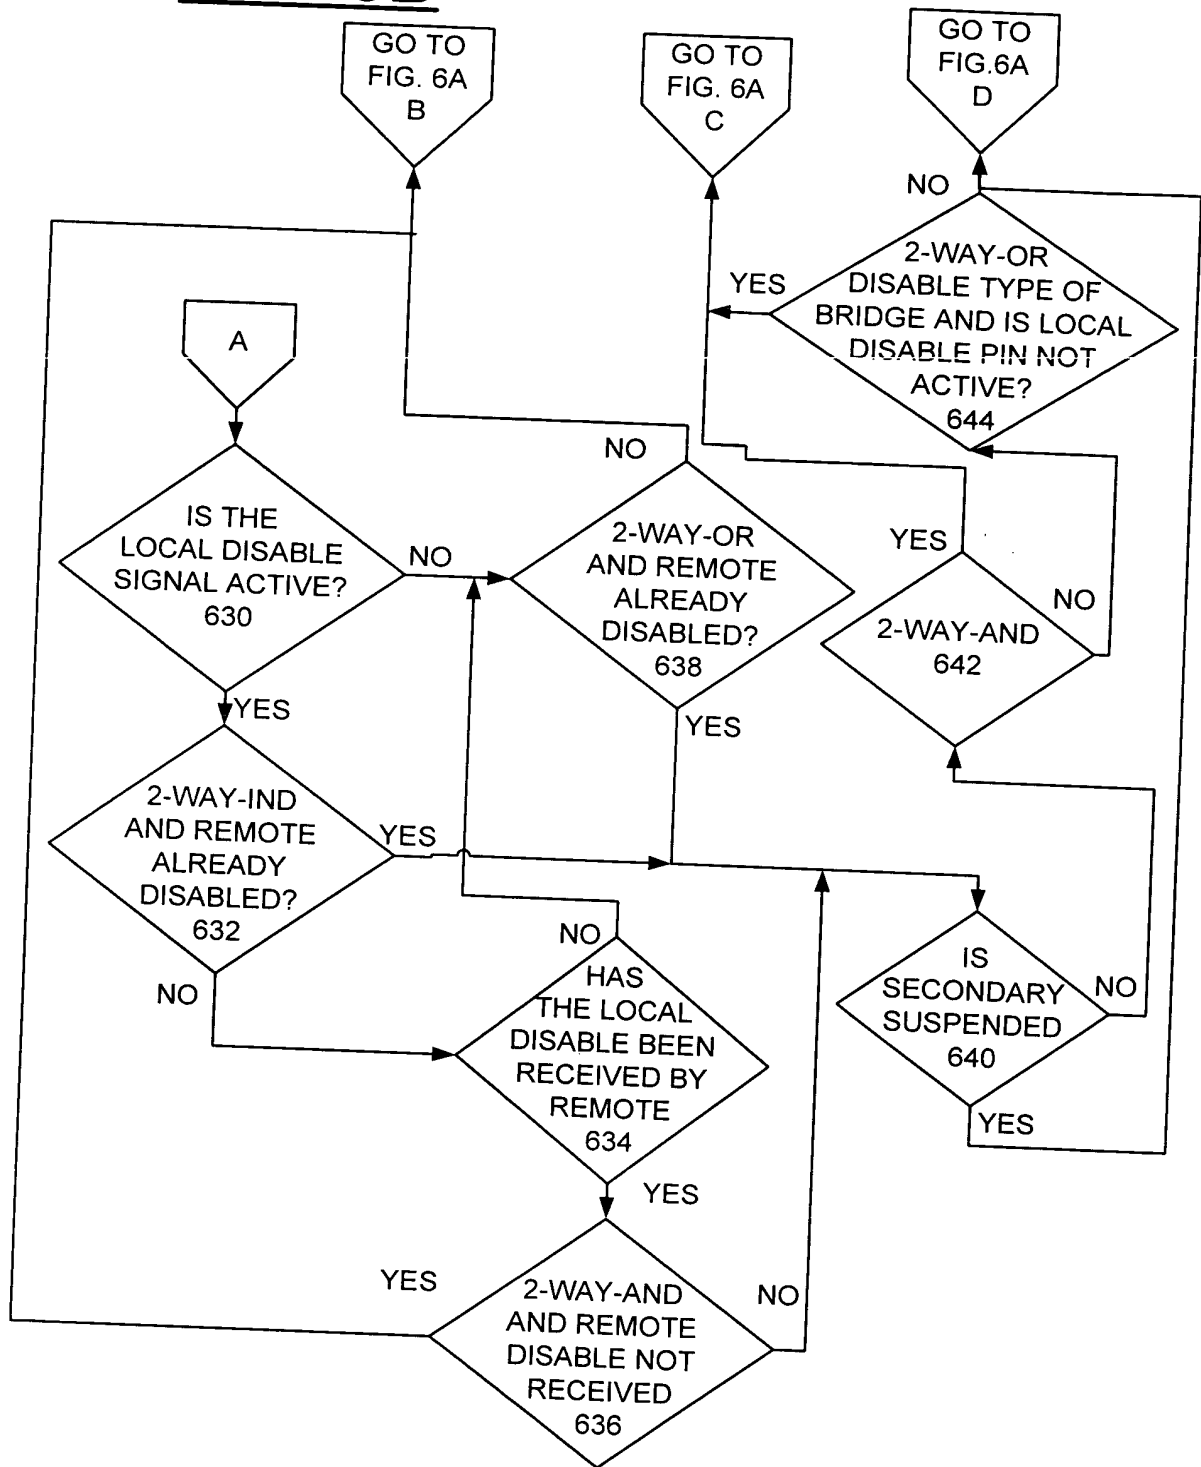 GO TO
FIG. 6A
B
GO TO
FIG. 6A
C
GO TO
FIG.6A
D
NO
2-WAY-OR
DISABLE TYPE OF
BRIDGE AND IS LOCAL
DISABLE PIN NOT
ACTIVE?
644
YES
A
NO
IS THE
LOCAL DISABLE
SIGNAL ACTIVE?
630
NO
2-WAY-OR
AND REMOTE
ALREADY
DISABLED?
638
YES
NO
2-WAY-AND
642
YES
YES
2-WAY-IND
AND REMOTE
ALREADY
DISABLED?
632
YES
NO
NO
HAS
THE LOCAL
DISABLE BEEN
RECEIVED BY
REMOTE
634
IS
SECONDARY
SUSPENDED
640
NO
YES
YES
YES
2-WAY-AND
AND REMOTE
DISABLE NOT
RECEIVED
636
NO